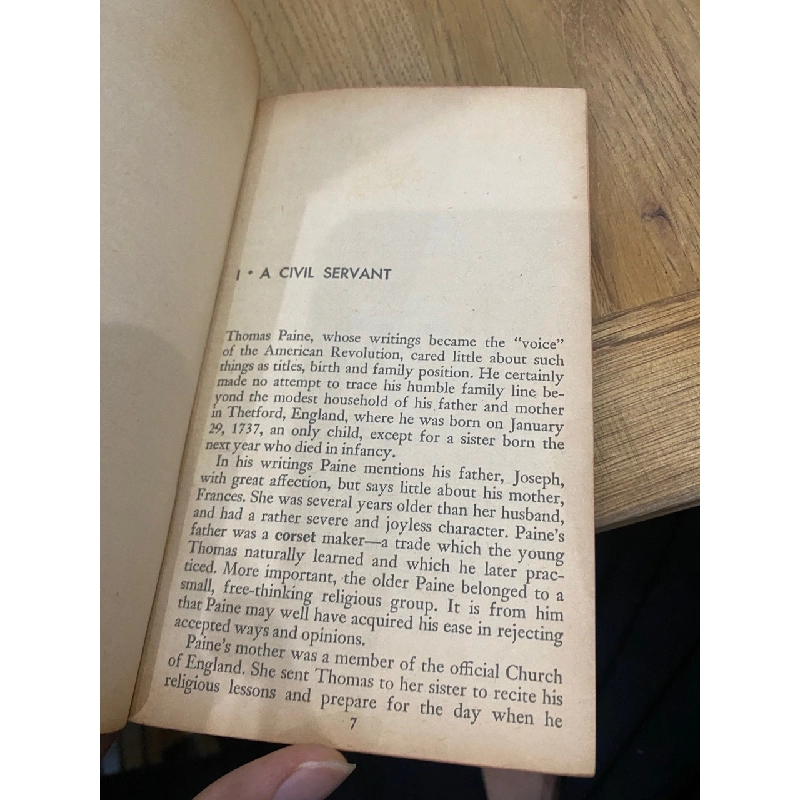 I • A CIVIL SERVANT
Thomas Paine, whose writings became the "voice"
of the American Revolution, cared little about such
things as titles, birth and family position. He certainly
made no attempt to trace his humble family line be-
yond the modest household of his father and mother
in Thetford, England, where he was born on January
29, 1737, an only child, except for a sister born the
next year who died in infancy.
In his writings Paine mentions his father, Joseph,
with great affection, but says little about his mother,
Frances. She was several years older than her husband,
and had a rather severe and joyless character. Paine's
father was a corset maker—a trade which the young
Thomas naturally learned and which he later prac-
ticed. More important, the older Paine belonged to a
small, free-thinking religious group. It is from him
that Paine may well have acquired his ease in rejecting
accepted ways and opinions.
Paine's mother was a member of the official Church
of England. She sent Thomas to her sister to recite his
religious lessons and prepare for the day when he
7